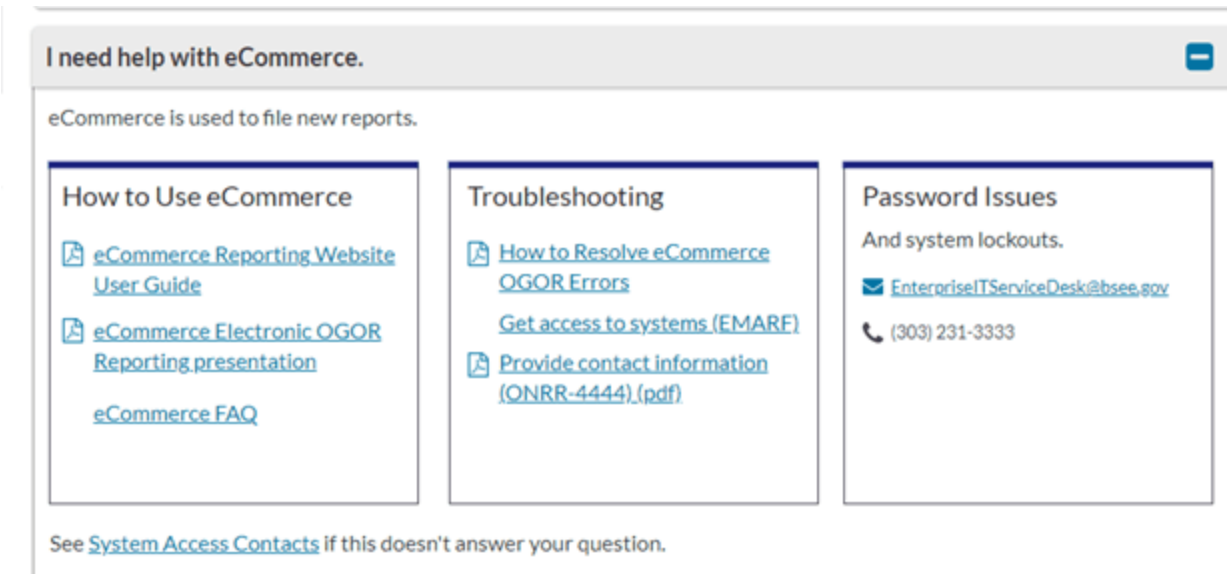 I need help with eCommerce.
eCommerce is used to file new reports.
How to Use eCommerce
eCommerce Reporting Website
User Guide
eCommerce Electronic OGOR
Reporting presentation
eCommerce FAQ
Troubleshooting
How to Resolve eCommerce
OGOR Errors
Get access to systems (EMARF)
Provide contact information
(ONRR-4444) (pdf)
Password Issues
And system lockouts.
EnterpriseITServiceDesk@bsee.gov
(303) 231-3333
See System Access Contacts if this doesn't answer your question.